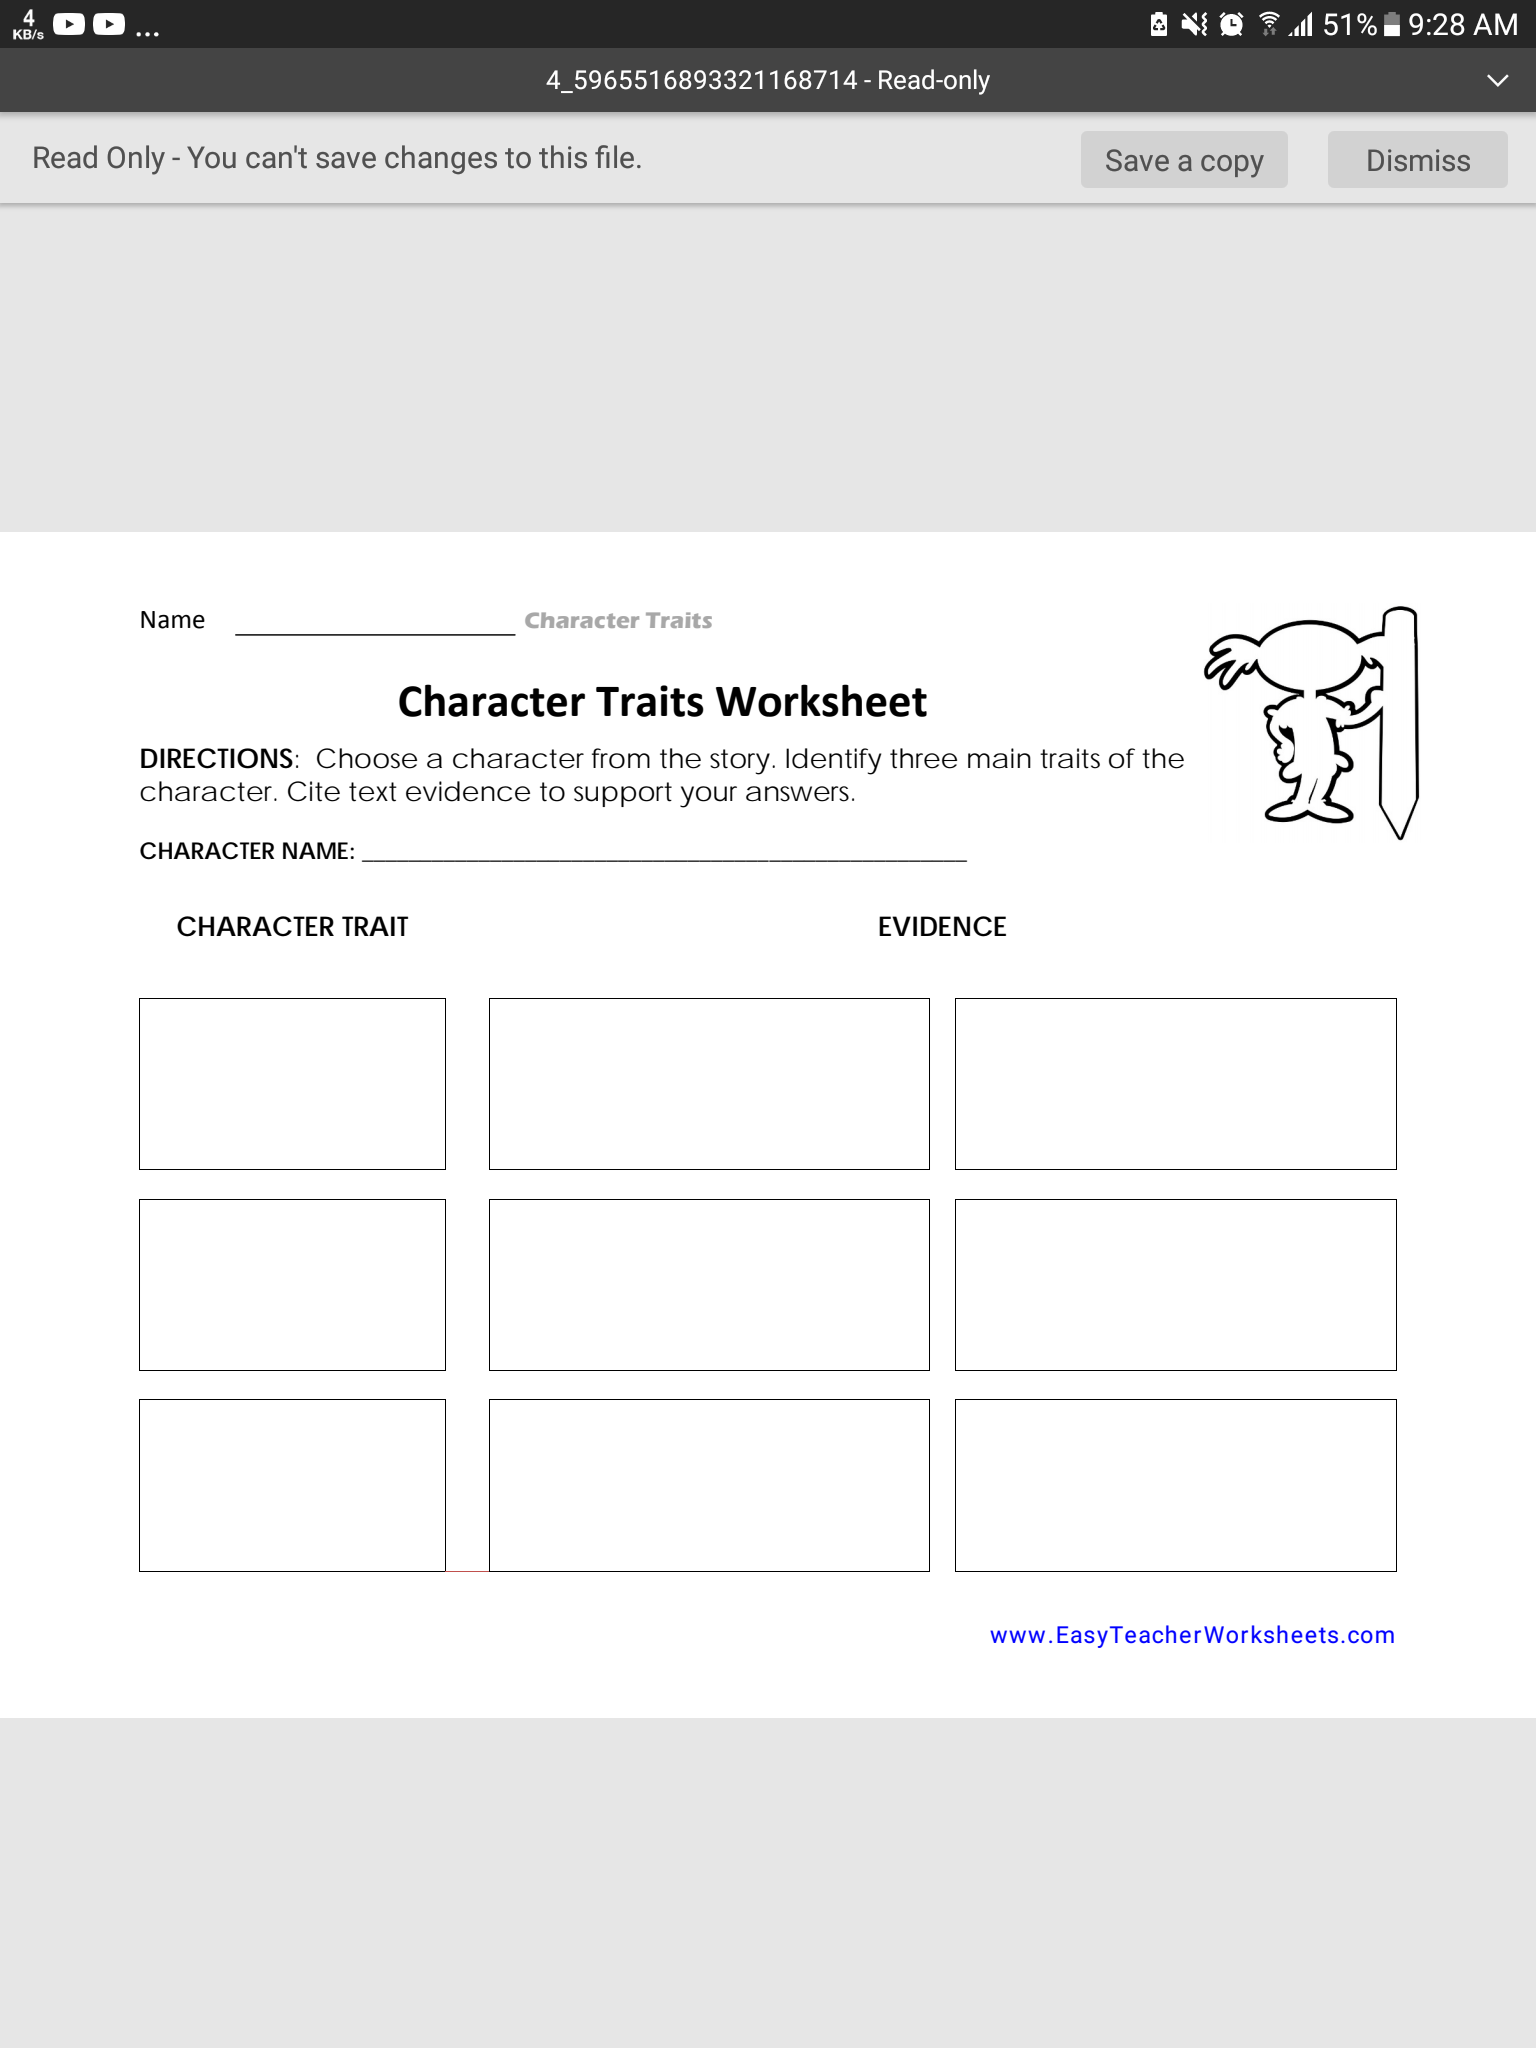 4
KB/s
... 51% 9:28 AM
4_5965516893321168714 - Read-only
Read Only - You can't save changes to this file.
Save a copy
Dismiss
Name ____________________ Character Traits
Character Traits Worksheet
DIRECTIONS:  Choose a character from the story. Identify three main traits of the
character. Cite text evidence to support your answers.
CHARACTER NAME: ____________________________________________
CHARACTER TRAIT
EVIDENCE
www.EasyTeacherWorksheets.com